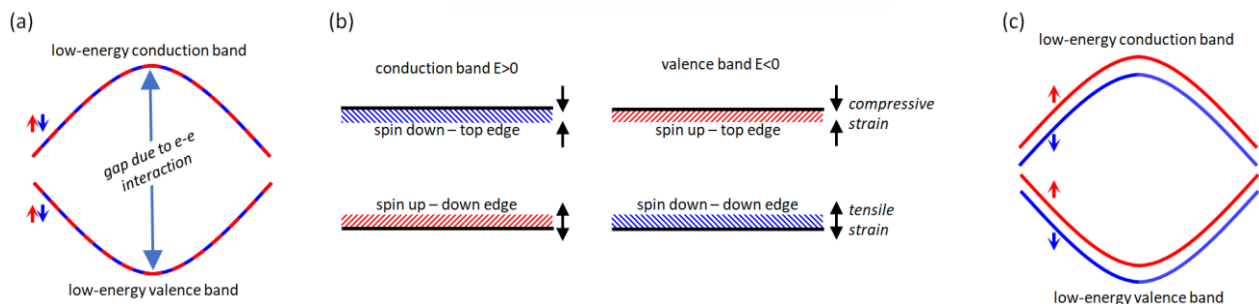 (a)
low-energy conduction band
gap due to e-e
interaction
low-energy valence band
(b)
conduction band E>0
valence band E<0
spin down – top edge
spin up – top edge
compressive
strain
spin up – down edge
spin down – down edge
tensile
strain
(c)
low-energy conduction band
low-energy valence band